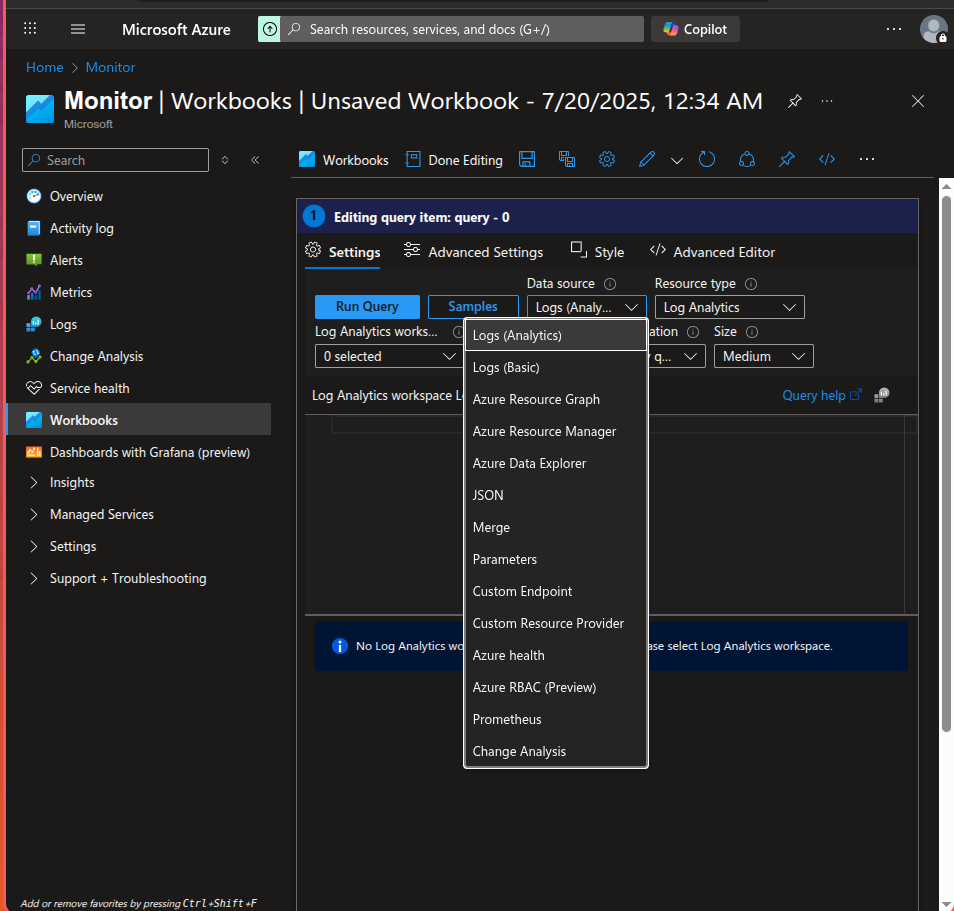 Microsoft Azure
Search resources, services, and docs (G+/)
Copilot
Home > Monitor
Monitor | Workbooks | Unsaved Workbook - 7/20/2025, 12:34 AM
Microsoft
Search
Overview
Activity log
Alerts
Metrics
Logs
Change Analysis
Service health
Workbooks
Dashboards with Grafana (preview)
Insights
Managed Services
Settings
Support + Troubleshooting
Add or remove favorites by pressing Ctrl+Shift+F
Workbooks
Done Editing
1 Editing query item: query - 0
Settings
Advanced Settings
Style
Advanced Editor
Run Query
Samples
Data source
Logs (Analy...
Resource type
Log Analytics
Log Analytics works...
0 selected
Size
Medium
Log Analytics workspace
Query help
No Log Analytics
select Log Analytics workspace.
Logs (Analytics)
Logs (Basic)
Azure Resource Graph
Azure Resource Manager
Azure Data Explorer
JSON
Merge
Parameters
Custom Endpoint
Custom Resource Provider
Azure health
Azure RBAC (Preview)
Prometheus
Change Analysis